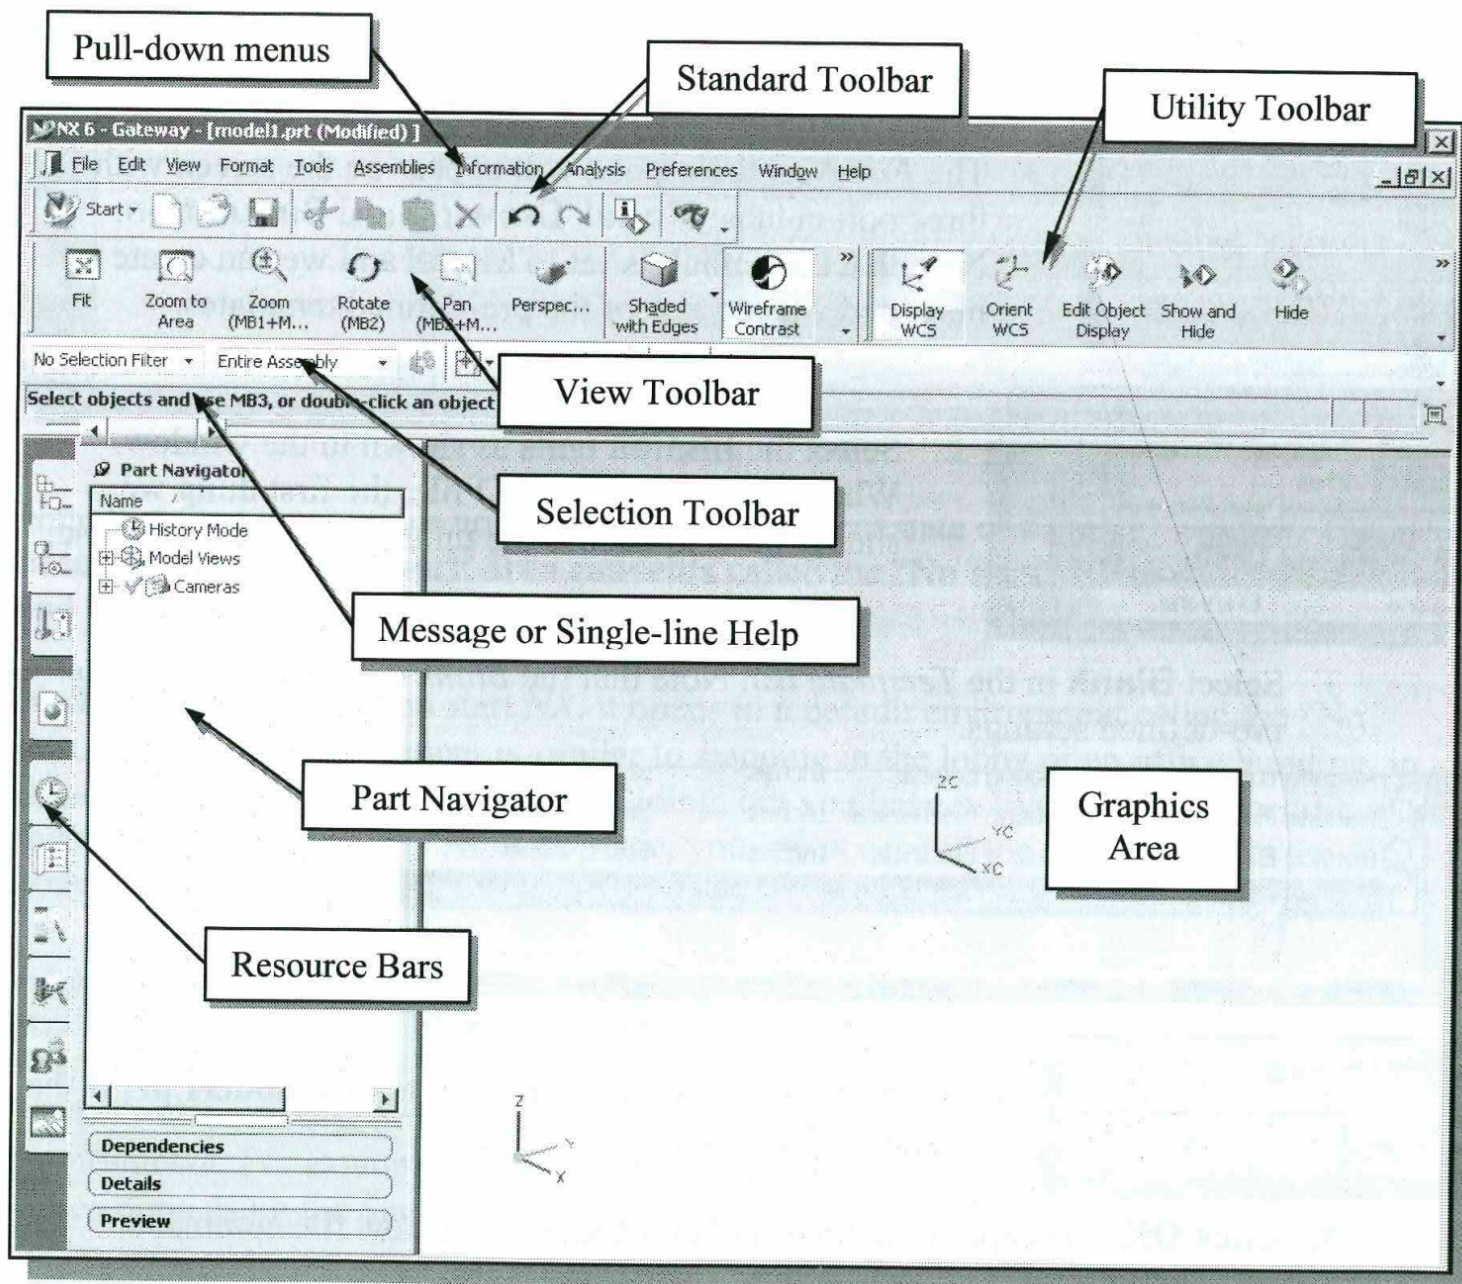 Pull-down menus
Standard Toolbar
Utility Toolbar
NX 6 - Gateway - [model1.prt (Modified) ]
File Edit View Format Tools Assemblies Information Analysis Preferences Window Help
Start
Fit
Zoom to Area
Zoom (MB1+M...
Rotate (MB2)
Pan (MB2+M...
Perspec...
Shaded with Edges
Wireframe Contrast
Display WCS
Orient WCS
Edit Object Display
Show and Hide
Hide
No Selection Filter
Entire Assembly
View Toolbar
Select objects and use MB3, or double-click an object
Part Navigator
Name
History Mode
Model Views
Cameras
Selection Toolbar
Message or Single-line Help
Part Navigator
ZC
YC
XC
Graphics
Area
Resource Bars
Z
Y
X
Dependencies
Details
Preview